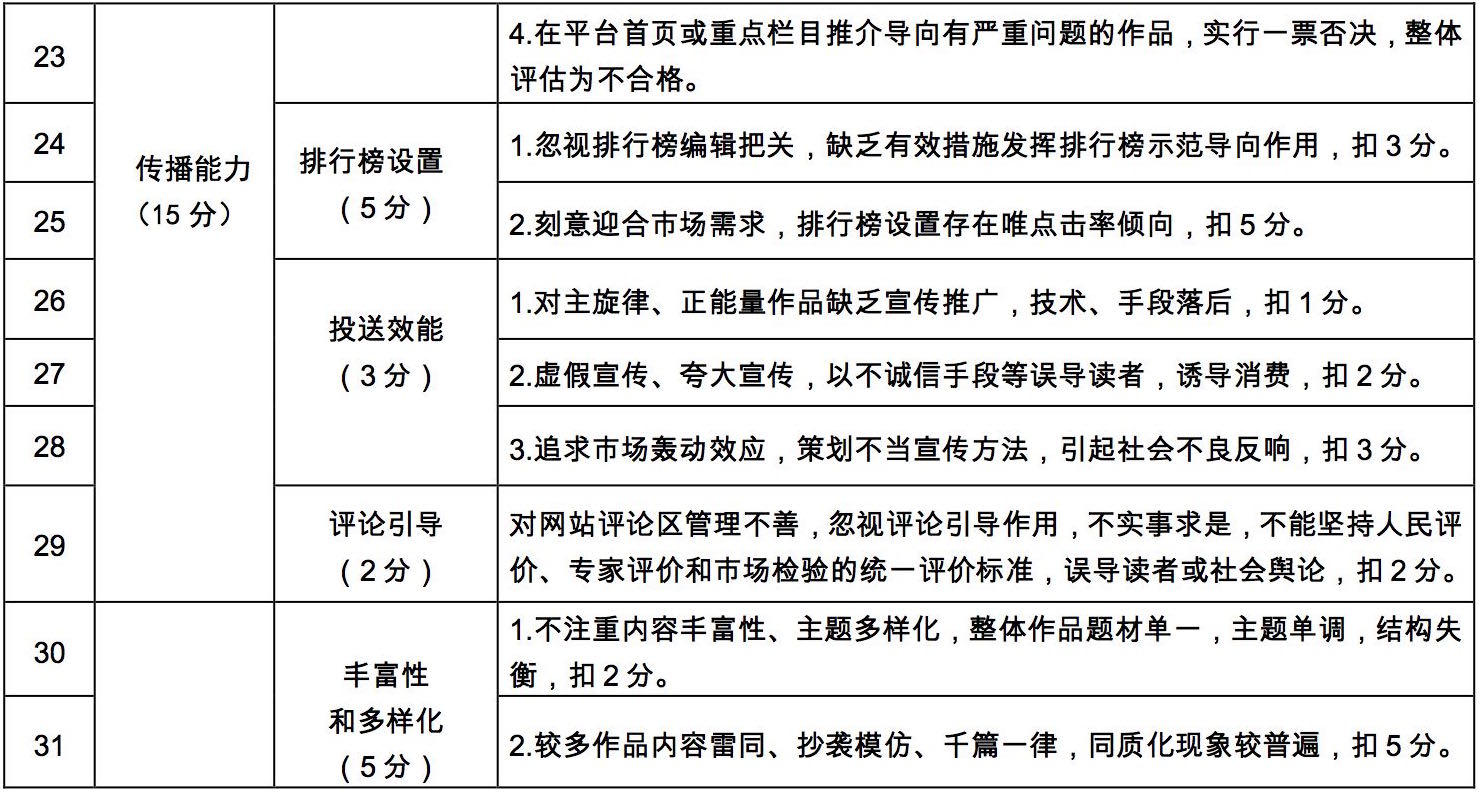 23
4.在平台首页或重点栏目推介导向有严重问题的作品，实行一票否决，整体
评估为不合格。
传播能力
（15 分）
24
排行榜设置
（5 分）
1.忽视排行榜编辑把关，缺乏有效措施发挥排行榜示范导向作用，扣 3 分。
25
2.刻意迎合市场需求，排行榜设置存在唯点击率倾向，扣 5 分。
26
投送效能
（3 分）
1.对主旋律、正能量作品缺乏宣传推广，技术、手段落后，扣 1 分。
27
2.虚假宣传、夸大宣传，以不诚信手段等误导读者，诱导消费，扣 2 分。
28
3.追求市场轰动效应，策划不当宣传方法，引起社会不良反响，扣 3 分。
29
评论引导
（2 分）
对网站评论区管理不善，忽视评论引导作用，不实事求是，不能坚持人民评
价、专家评价和市场检验的统一评价标准，误导读者或社会舆论，扣 2 分。
30
丰富性
和多样化
（5 分）
1.不注重内容丰富性、主题多样化，整体作品题材单一，主题单调，结构失
衡，扣 2 分。
31
2.较多作品内容雷同、抄袭模仿、千篇一律，同质化现象较普遍，扣 5 分。